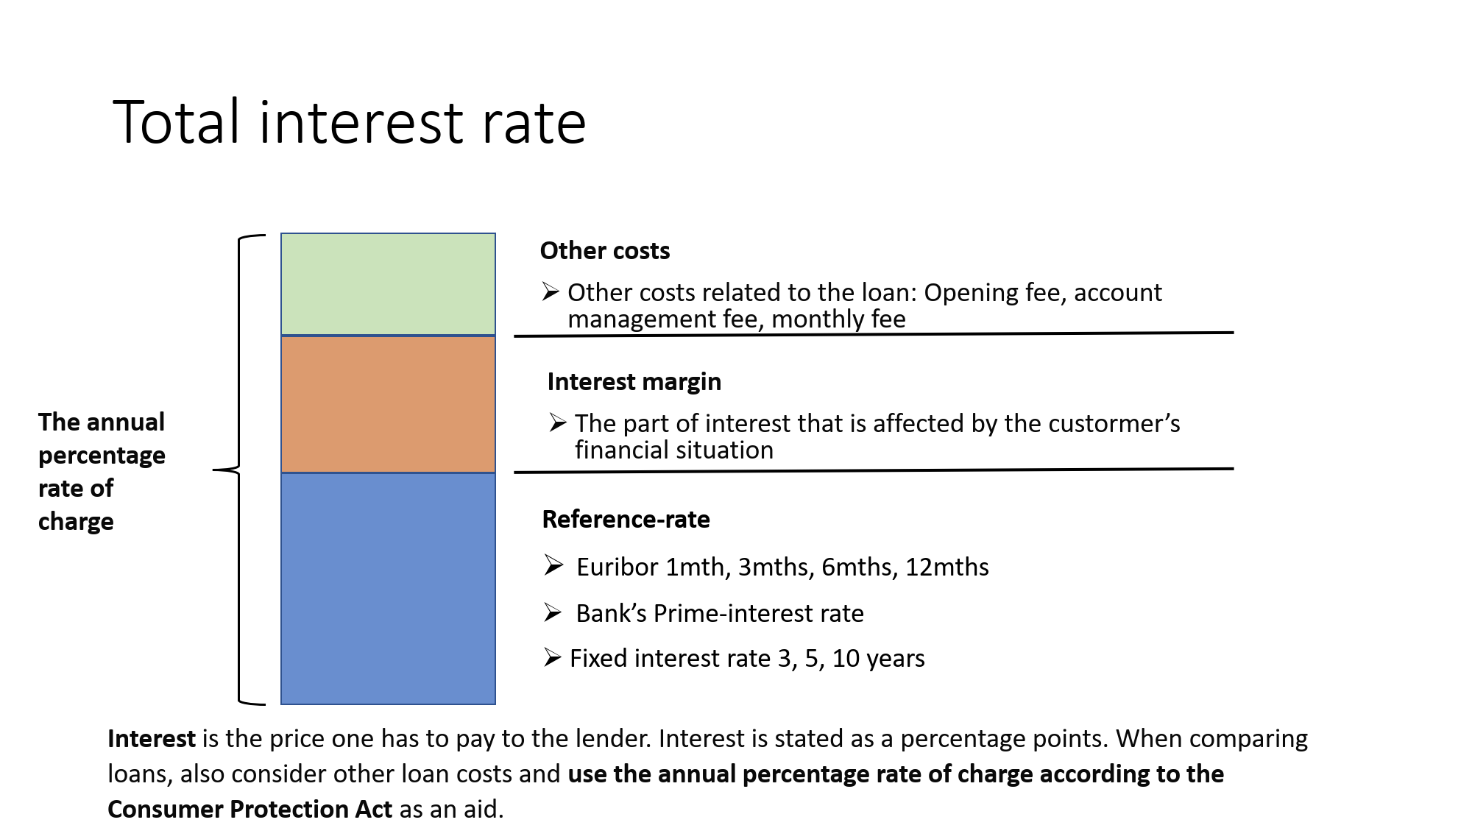 Total interest rate
Other costs
➢ Other costs related to the loan: Opening fee, account
management fee, monthly fee
Interest margin
➢ The part of interest that is affected by the custormer’s
financial situation
The annual
percentage
rate of
charge
Reference-rate
➢ Euribor 1mth, 3mths, 6mths, 12mths
➢ Bank’s Prime-interest rate
➢ Fixed interest rate 3, 5, 10 years
Interest is the price one has to pay to the lender. Interest is stated as a percentage points. When comparing
loans, also consider other loan costs and use the annual percentage rate of charge according to the
Consumer Protection Act as an aid.